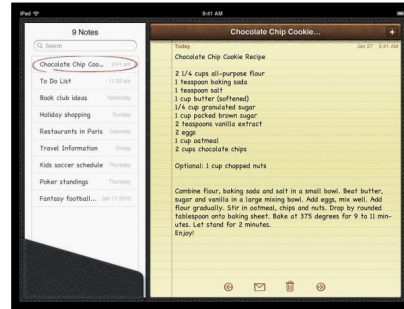 iPad
9:41 AM
9 Notes
Search
Chocolate Chip Coo... 9:41 am
To Do List 11:32 am
Book club ideas Yesterday
Holiday shopping Sunday
Restaurants in Paris Saturday
Travel Information Friday
Kids soccer schedule Thursday
Poker standings Thursday
Fantasy football... Jan 11 2010
Chocolate Chip Cookie...
+
Today Jan 27 9:41 AM
Chocolate Chip Cookie Recipe
2 1/4 cups all-purpose flour
1 teaspoon baking soda
1 teaspoon salt
1 cup butter (softened)
1/4 cup granulated sugar
1 cup packed brown sugar
2 teaspoons vanilla extract
2 eggs
1 cup oatmeal
2 cups chocolate chips
Optional: 1 cup chopped nuts
Combine flour, baking soda and salt in a small bowl. Beat butter,
sugar and vanilla in a large mixing bowl. Add eggs, mix well. Add
flour gradually. Stir in oatmeal, chips and nuts. Drop by rounded
tablespoon onto baking sheet. Bake at 375 degrees for 9 to 11 min-
utes. Let stand for 2 minutes.
Enjoy!